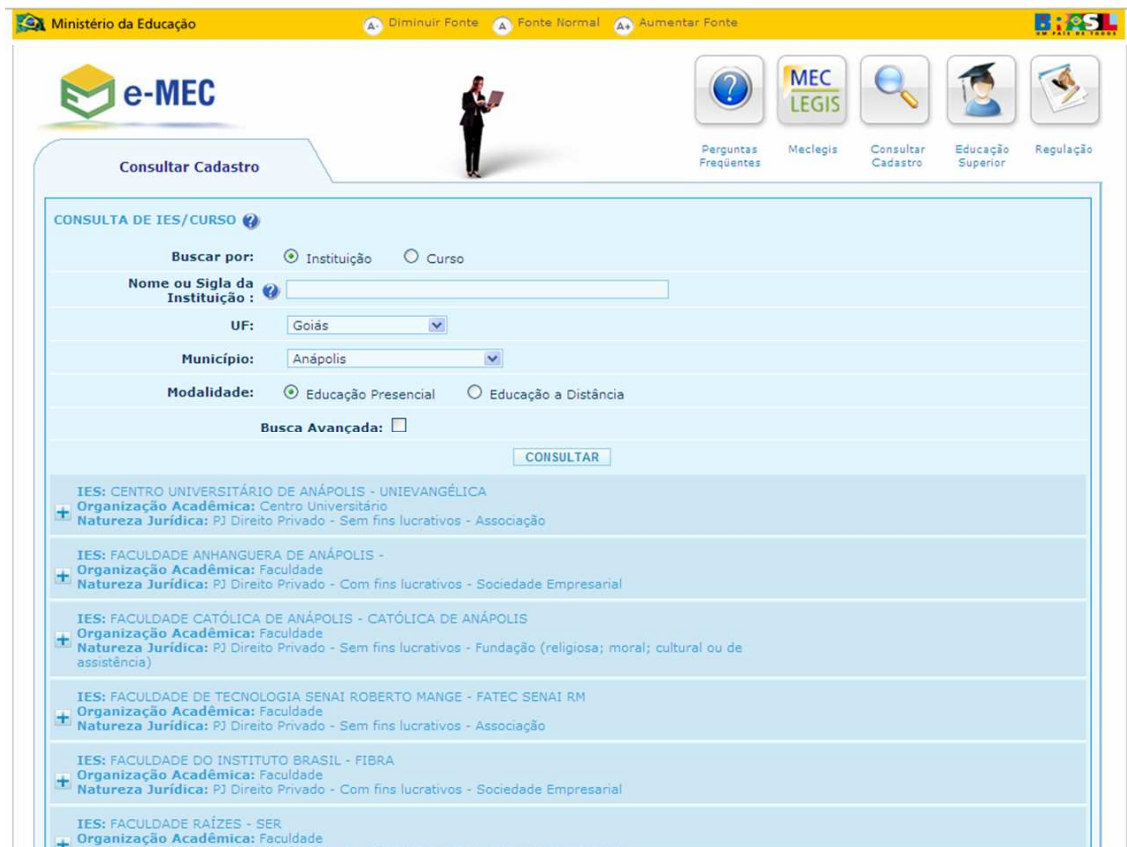 Ministério da Educação
A- Diminuir Fonte A Fonte Normal A+ Aumentar Fonte
BRASIL
UM PAÍS DE TODOS
e-MEC
MEC
LEGIS
Perguntas Freqüentes
Meclegis
Consultar Cadastro
Educação Superior
Regulação
Consultar Cadastro
CONSULTA DE IES/CURSO ?
Buscar por: Instituição Curso
Nome ou Sigla da
Instituição : ?
UF: Goiás
Município: Anápolis
Modalidade: Educação Presencial Educação a Distância
Busca Avançada:
CONSULTAR
IES: CENTRO UNIVERSITÁRIO DE ANÁPOLIS - UNIEVANGÉLICA
Organização Acadêmica: Centro Universitário
Natureza Jurídica: PJ Direito Privado - Sem fins lucrativos - Associação
IES: FACULDADE ANHANGUERA DE ANÁPOLIS -
Organização Acadêmica: Faculdade
Natureza Jurídica: PJ Direito Privado - Com fins lucrativos - Sociedade Empresarial
IES: FACULDADE CATÓLICA DE ANÁPOLIS - CATÓLICA DE ANÁPOLIS
Organização Acadêmica: Faculdade
Natureza Jurídica: PJ Direito Privado - Sem fins lucrativos - Fundação (religiosa; moral; cultural ou de
assistência)
IES: FACULDADE DE TECNOLOGIA SENAI ROBERTO MANGE - FATEC SENAI RM
Organização Acadêmica: Faculdade
Natureza Jurídica: PJ Direito Privado - Sem fins lucrativos - Associação
IES: FACULDADE DO INSTITUTO BRASIL - FIBRA
Organização Acadêmica: Faculdade
Natureza Jurídica: PJ Direito Privado - Com fins lucrativos - Sociedade Empresarial
IES: FACULDADE RAÍZES - SER
Organização Acadêmica: Faculdade